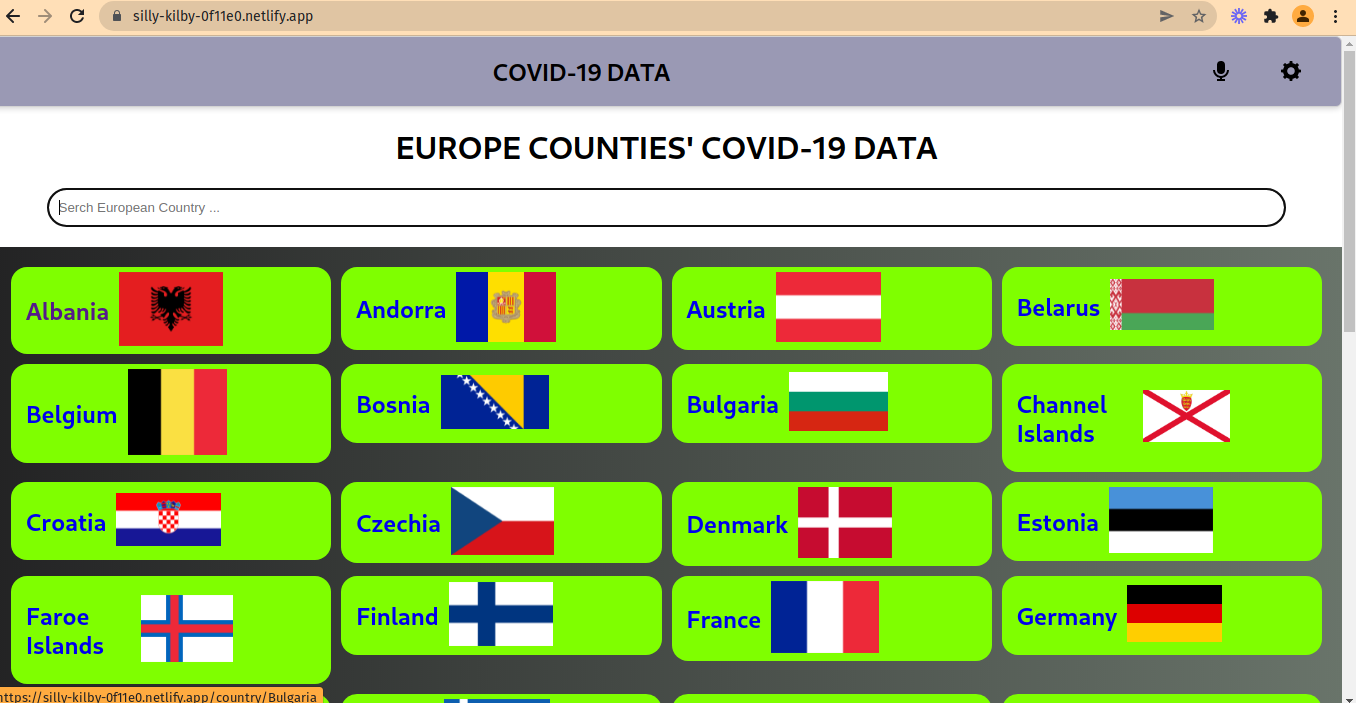 silly-kilby-0f11e0.netlify.app
COVID-19 DATA
EUROPE COUNTIES' COVID-19 DATA
Serch European Country ...
Albania
Andorra
Austria
Belarus
Belgium
Bosnia
Bulgaria
Channel
Islands
Croatia
Czechia
Denmark
Estonia
Faroe
Islands
Finland
France
Germany
https://silly-kilby-0f11e0.netlify.app/country/Bulgaria